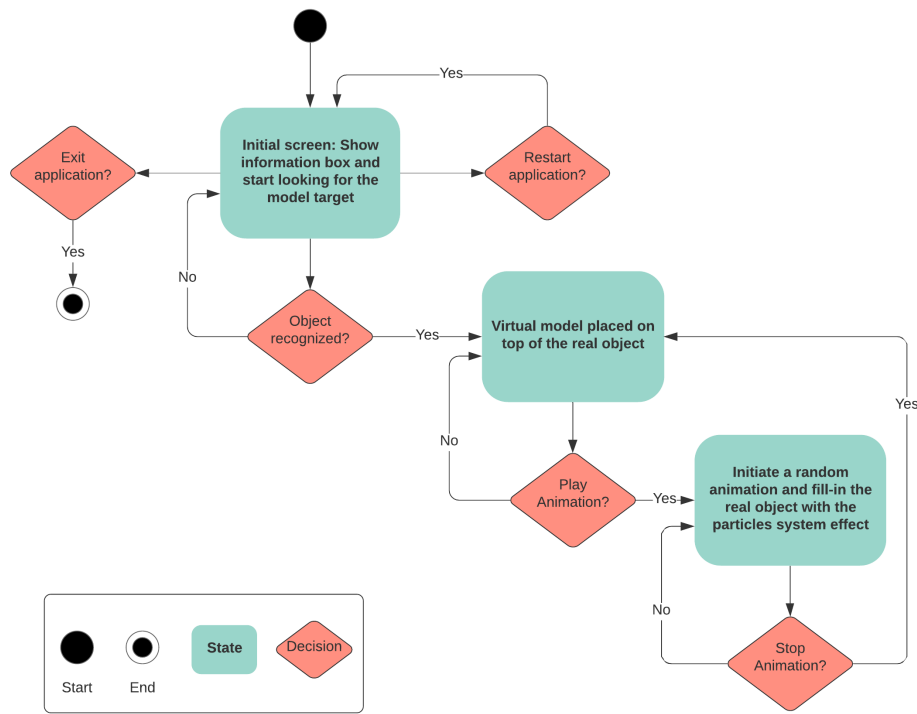 Yes
Exit
application?
Initial screen: Show
information box and
start looking for the
model target
Restart
application?
Yes
No
Object
recognized?
Yes
Virtual model placed on
top of the real object
Yes
No
Play
Animation?
Yes
Initiate a random
animation and fill-in the
real object with the
particles system effect
No
Stop
Animation?
State
Decision
Start
End